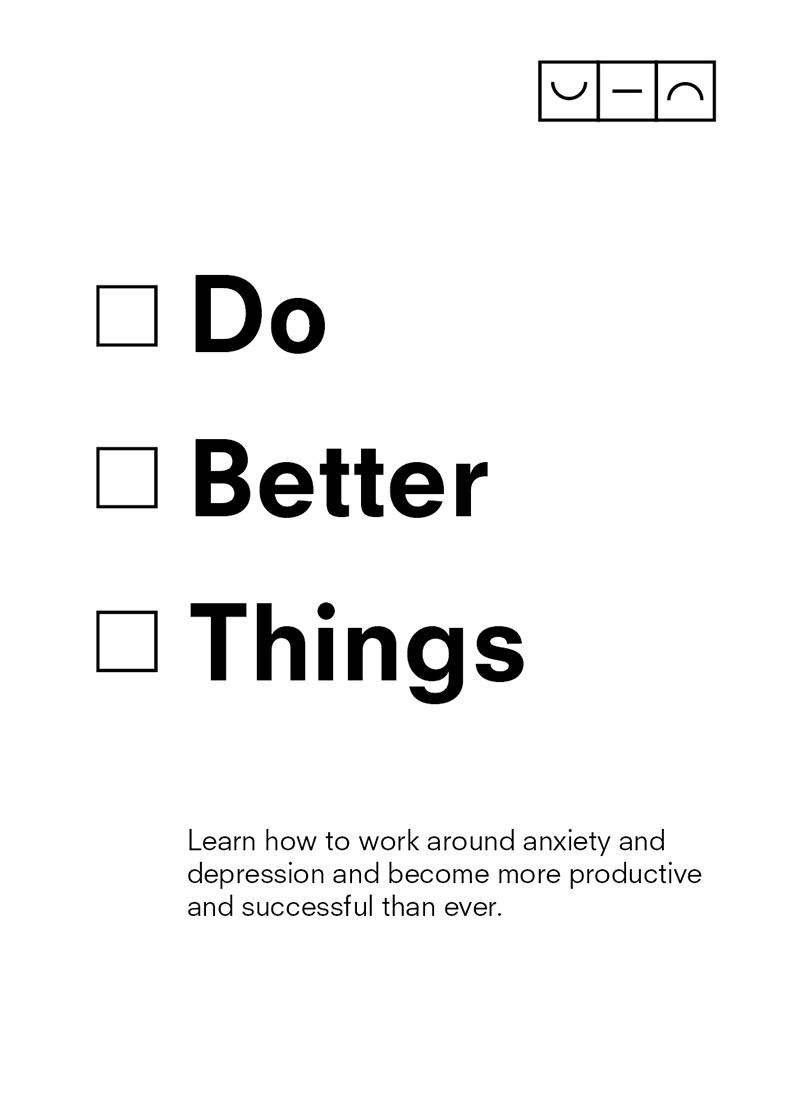 Do
Better
Things
Learn how to work around anxiety and
depression and become more productive
and successful than ever.